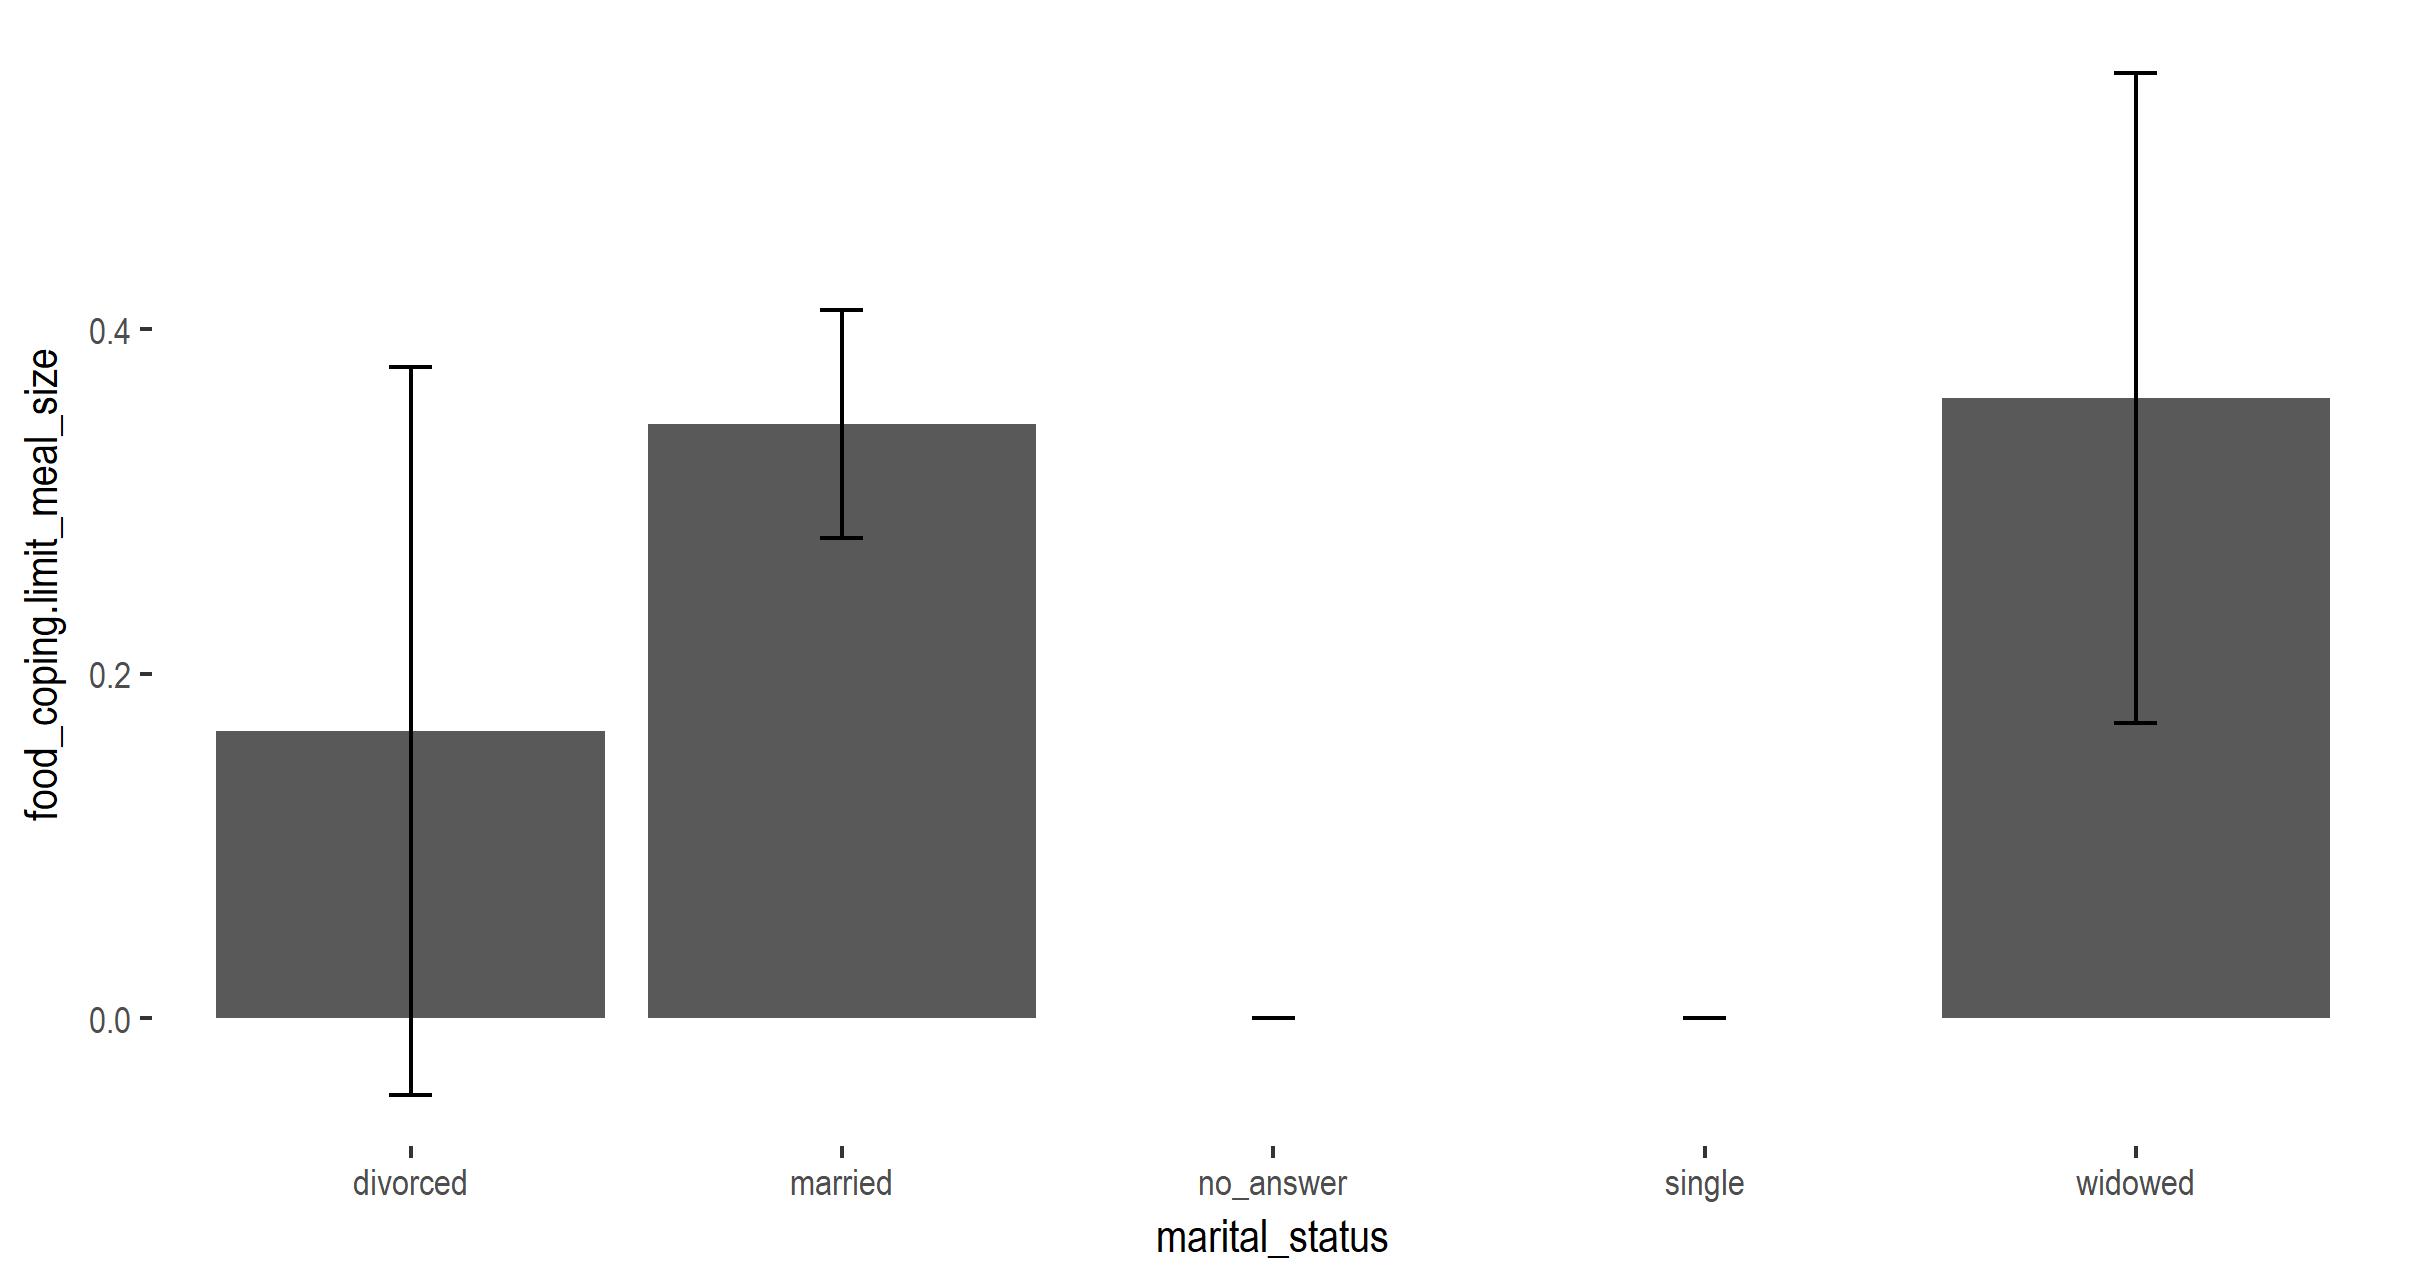 food_coping.limit_meal_size
0.4
0.2
0.0
divorced married no_answer single widowed
marital_status